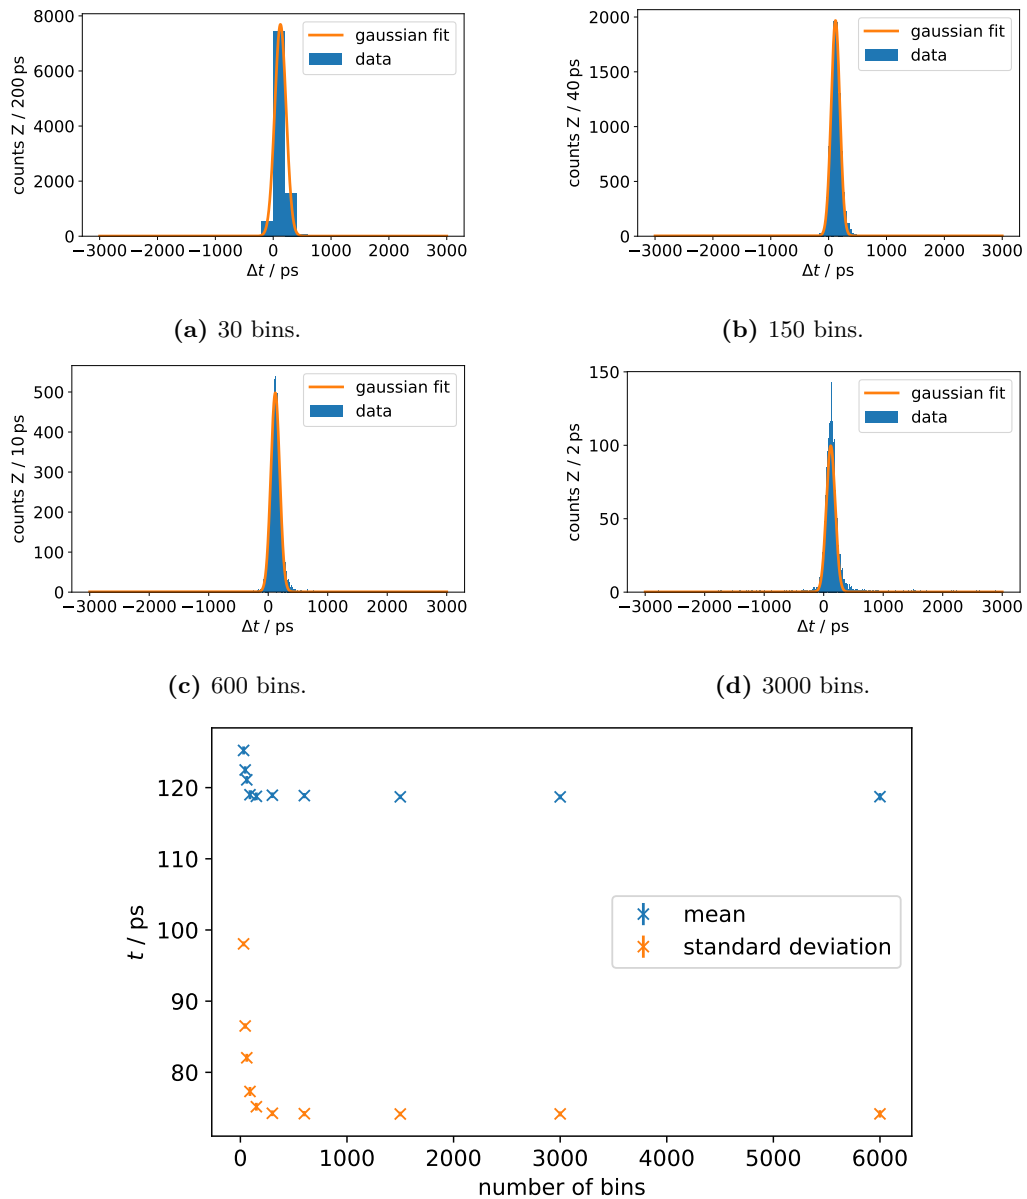 8000
6000
4000
2000
0
counts Z / 200 ps
−3000 −2000 −1000 0 1000 2000 3000
Δt / ps
gaussian fit
data
(a) 30 bins.
2000
1500
1000
500
0
counts Z / 40 ps
−3000 −2000 −1000 0 1000 2000 3000
Δt / ps
gaussian fit
data
(b) 150 bins.
500
400
300
200
100
0
counts Z / 10 ps
−3000 −2000 −1000 0 1000 2000 3000
Δt / ps
gaussian fit
data
(c) 600 bins.
150
100
50
0
counts Z / 2 ps
−3000 −2000 −1000 0 1000 2000 3000
Δt / ps
gaussian fit
data
(d) 3000 bins.
120
110
100
90
80
t / ps
mean
standard deviation
0 1000 2000 3000 4000 5000 6000
number of bins